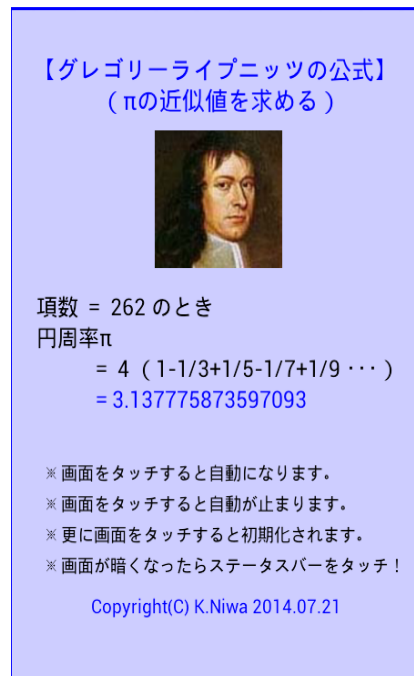 【グレゴリーライプニッツの公式】
(πの近似値を求める)
項数 = 262 のとき
円周率π
= 4 (1-1/3+1/5-1/7+1/9 ・・・)
= 3.137775873597093
※画面をタッチすると自動になります。
※画面をタッチすると自動が止まります。
※更に画面をタッチすると初期化されます。
※画面が暗くなったらステータスバーをタッチ!
Copyright(C) K.Niwa 2014.07.21